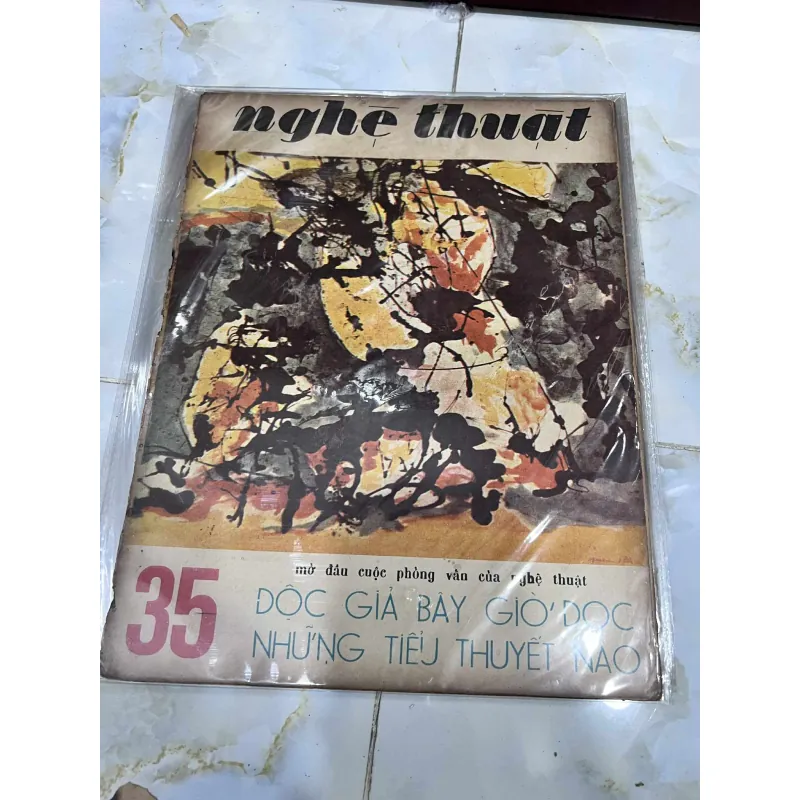 nghệ thuật
mở đầu cuộc phỏng vấn của nghệ thuật
35
ĐỘC GIẢ BÂY GIỜ ĐỌC
NHỮNG TIỂU THUYẾT NÀO